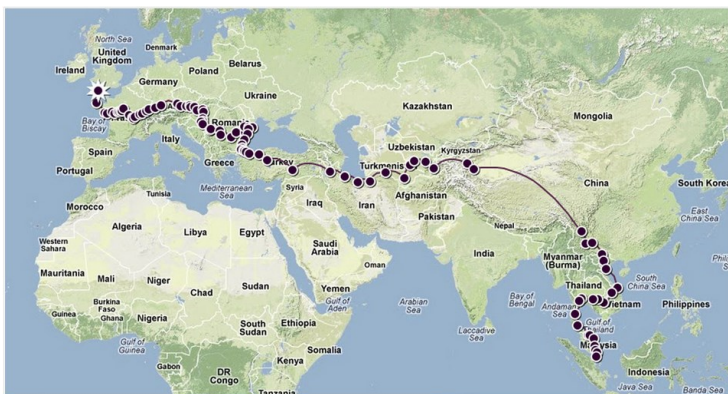 North Sea
United
Kingdom
Denmark
Ireland
Belarus
Poland
Germany
Ukraine
Kazakhstan
Mongolia
Bay of
Biscay
Romania
Italy
Uzbekistan
Kyrgyzstan
Spain
Portugal
Greece
Turkey
Turkmenis
China
South Korea
Mediterranean
Sea
Syria
Tunisia
Iraq
Iran
Afghanistan
East
China Sea
Morocco
Pakistan
Nepal
Algeria
Libya
Egypt
Western
Sahara
Saudi
Arabia
Oman
India
Myanmar
(Burma)
Mauritania
Mali
Niger
Chad
Sudan
Yemen
Gulf of
Aden
Arabian
Sea
Bay of
Bengal
Thailand
South
China Sea
Vietnam
Philippines
Burkina
Faso
Guinea
Ghana
Nigeria
South
Sudan
Ethiopia
Andaman
Sea
Gulf of
Thailand
Laccadive
Sea
Somalia
Gulf of
Guinea
Malaysia
Kenya
Gabon
DR
Congo
Indonesia
Tanzania
Java Sea
Banda Sea